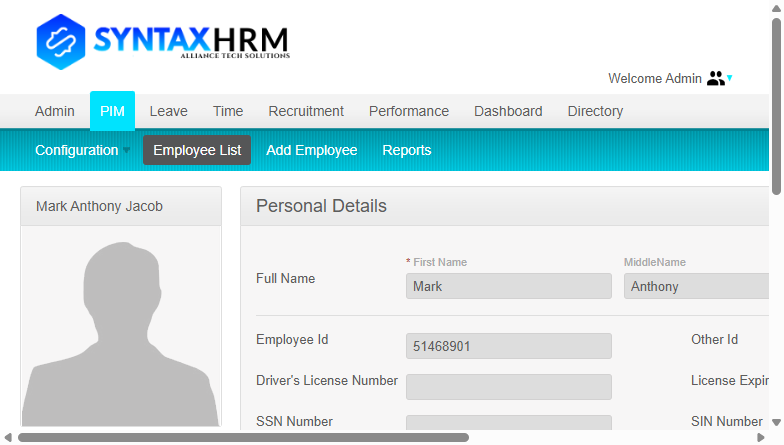 SYNTAXHRM
ALLIANCE TECH SOLUTIONS
Welcome Admin
Admin PIM Leave Time Recruitment Performance Dashboard Directory
Configuration Employee List Add Employee Reports
Mark Anthony Jacob
Personal Details
* First Name MiddleName
Full Name Mark Anthony
Employee Id 51468901 Other Id
Driver's License Number License Expir
SSN Number SIN Number